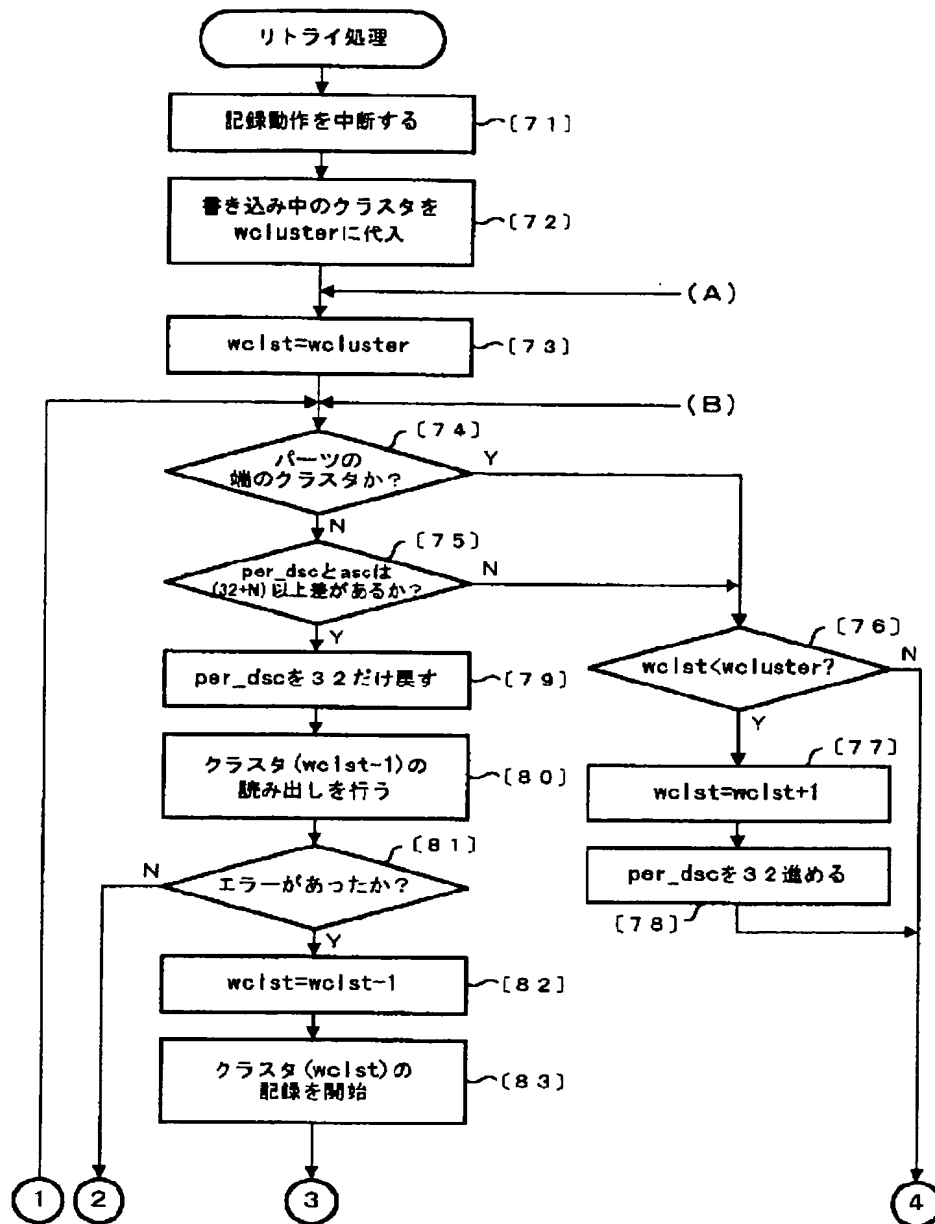 リトライ処理
記録動作を中断する
〔71〕
書き込み中のクラスタを
wclusterに代入
〔72〕
(A)
wclst=wcluster
〔73〕
(B)
〔74〕
パーツの
端のクラスタか？
Y
N
〔75〕
per_dscとascは
(32+N)以上差があるか？
N
Y
〔76〕
wclst<wcluster?
N
Y
per_dscを32だけ戻す
〔79〕
〔77〕
wclst=wclst+1
クラスタ(wclst-1)の
読み出しを行う
〔80〕
per_dscを32進める
〔78〕
〔81〕
エラーがあったか？
N
Y
wclst=wclst-1
〔82〕
クラスタ(wclst)の
記録を開始
〔83〕
1
2
3
4